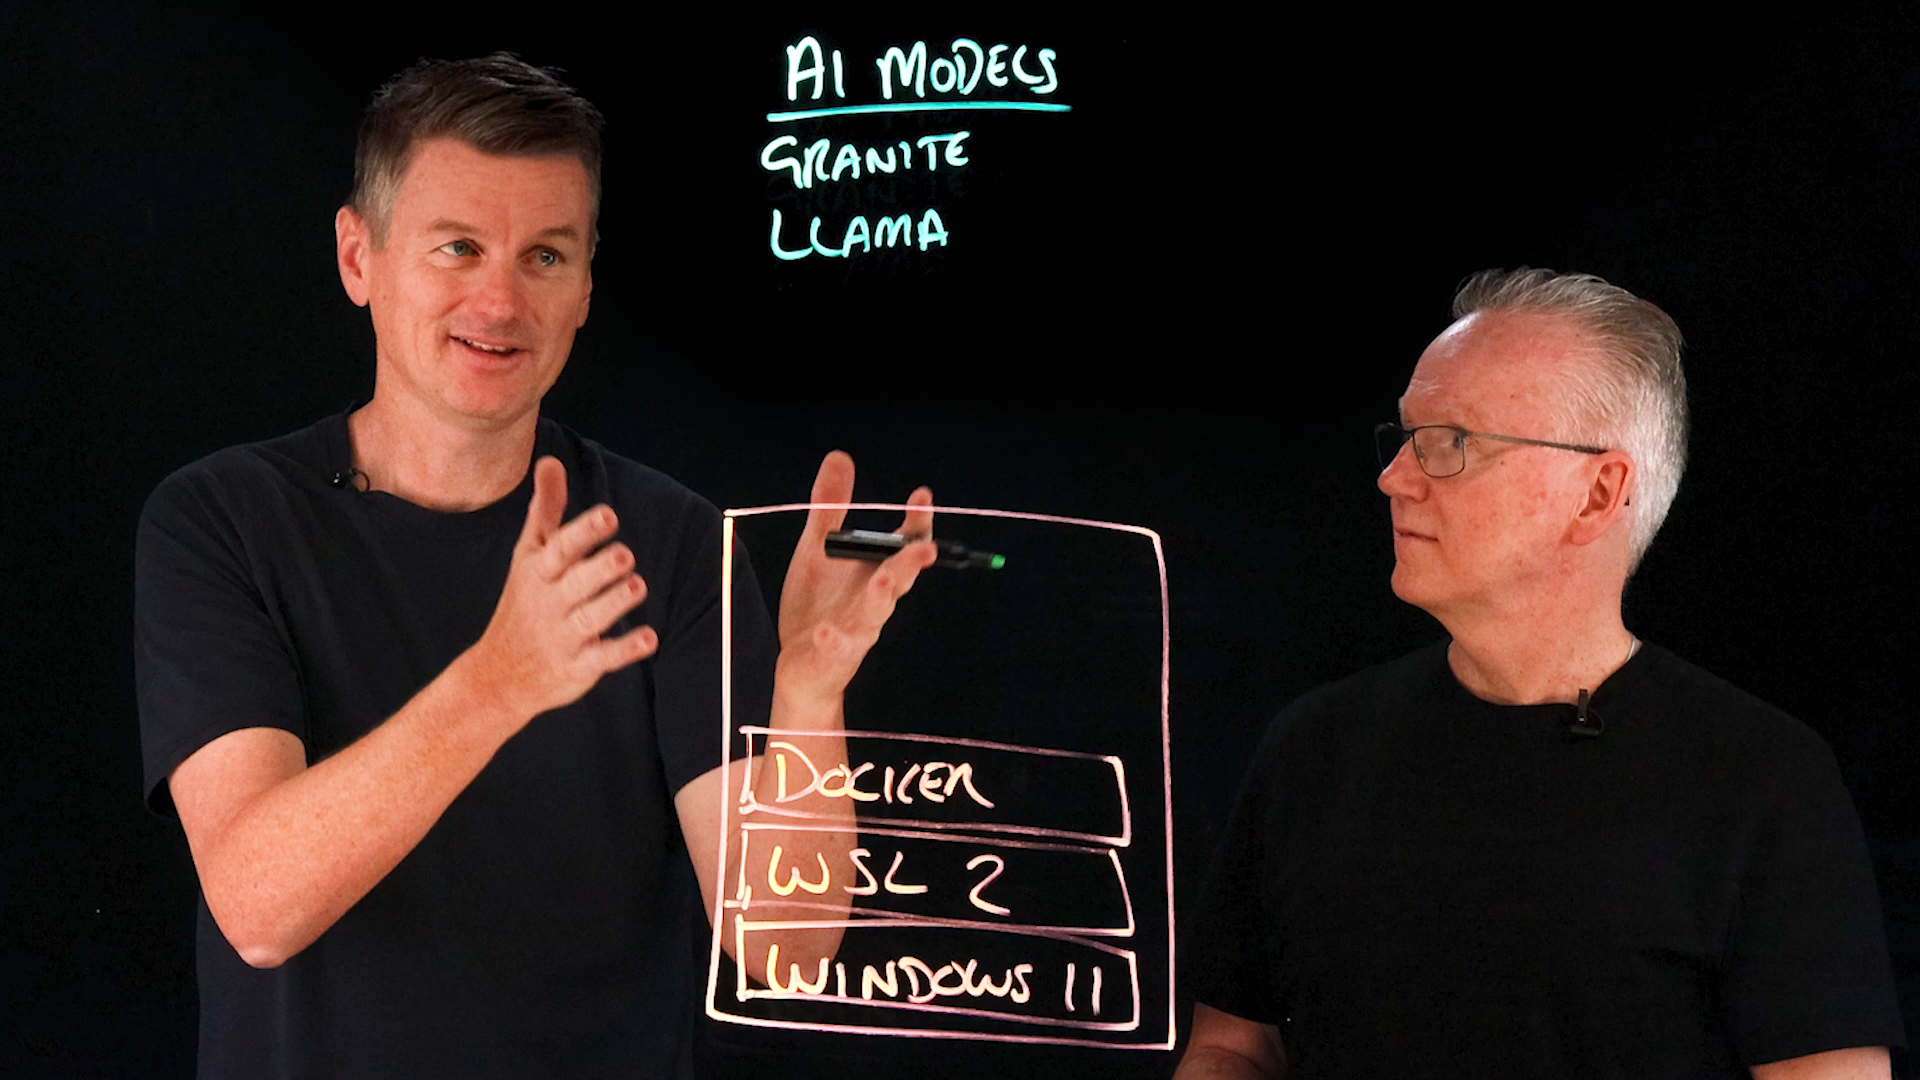 AI MODELS
GRANITE
LLAMA
DOCKER
WSL 2
WINDOWS 11